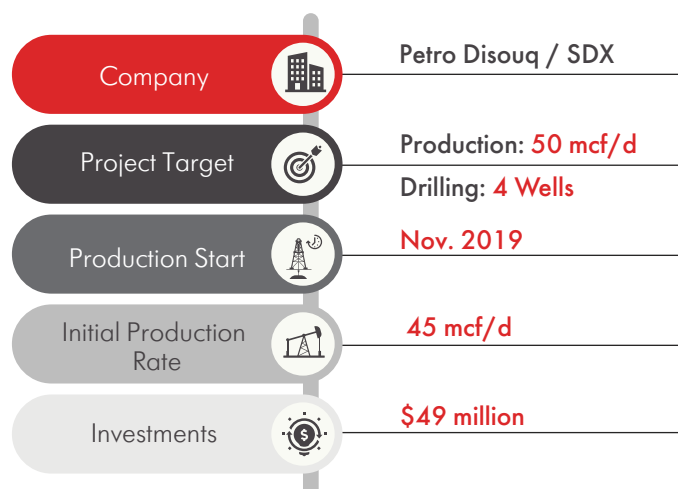 Company
Petro Disouq / SDX
Project Target
Production: 50 mcf/d
Drilling: 4 Wells
Production Start
Nov. 2019
Initial Production
Rate
45 mcf/d
Investments
$49 million